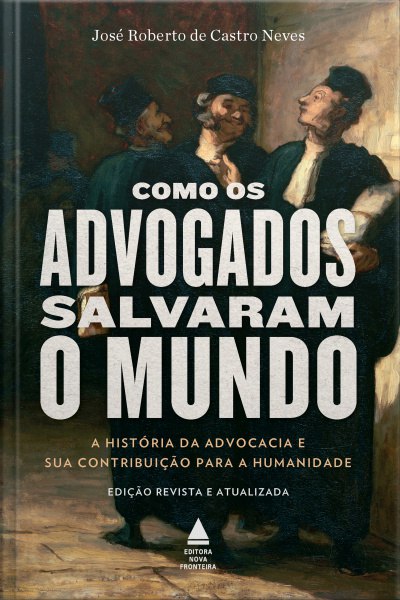 José Roberto de Castro Neves
COMO OS
ADVOGADOS
SALVARAM
O MUNDO
A HISTÓRIA DA ADVOCACIA E
SUA CONTRIBUIÇÃO PARA A HUMANIDADE
EDIÇÃO REVISTA E ATUALIZADA
EDITORA
NOVA
FRONTEIRA